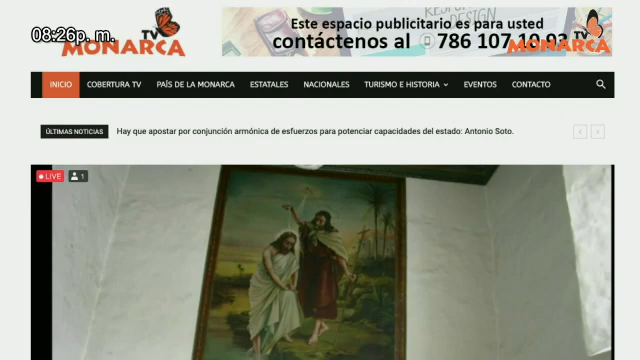 08:26p. m.
TV
MONARCA
Este espacio publicitario es para usted
contáctenos al 786 107 10 93
TV
MONARCA
INICIO COBERTURA TV PAÍS DE LA MONARCA ESTATALES NACIONALES TURISMO E HISTORIA EVENTOS CONTACTO
ÚLTIMAS NOTICIAS Hay que apostar por conjunción armónica de esfuerzos para potenciar capacidades del estado: Antonio Soto.
LIVE 1